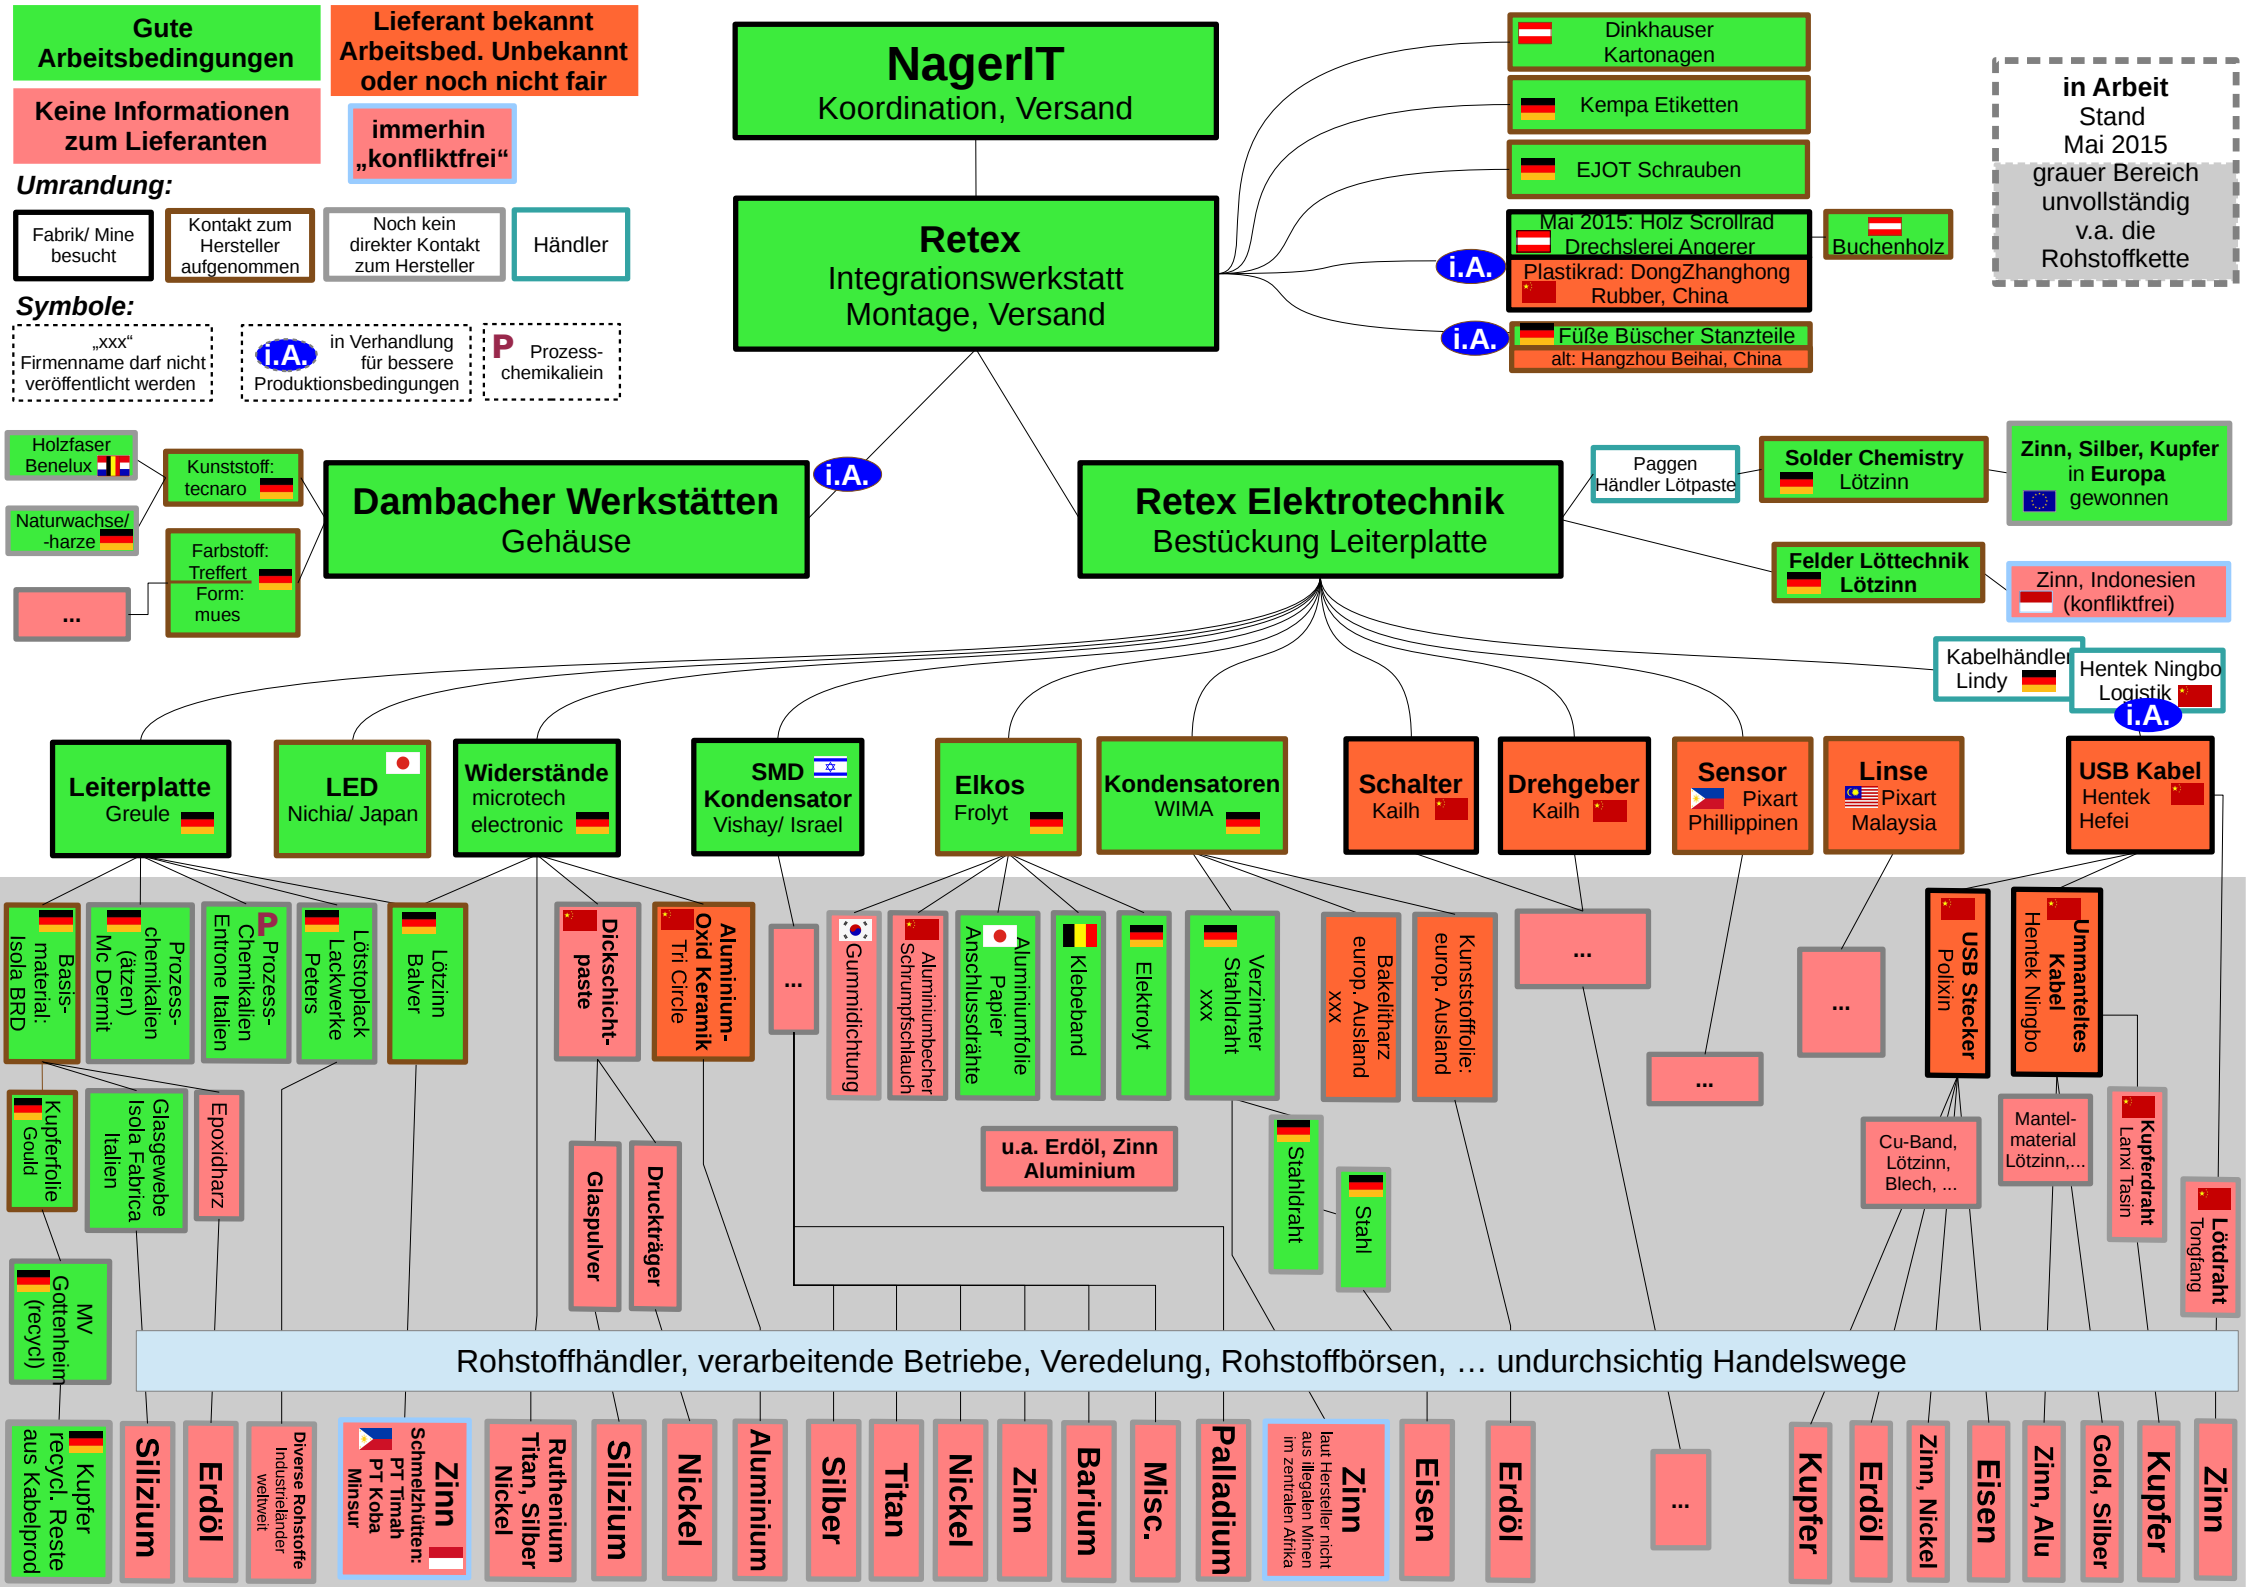 Gute
Arbeitsbedingungen
Lieferant bekannt
Arbeitsbed. Unbekannt
oder noch nicht fair
Keine Informationen
zum Lieferanten
immerhin
„konfliktfrei“
Umrandung:
Fabrik/ Mine
besucht
Kontakt zum
Hersteller
aufgenommen
Noch kein
direkter Kontakt
zum Hersteller
Händler
Symbole:
„xxx“
Firmenname darf nicht
veröffentlicht werden
i.A.
in Verhandlung
für bessere
Produktionsbedingungen
P
Prozess-
chemikaliein
NagerIT
Koordination, Versand
Retex
Integrationswerkstatt
Montage, Versand
Dinkhauser
Kartonagen
Kempa Etiketten
EJOT Schrauben
i.A.
Mai 2015: Holz Scrollrad
Drechslerei Angerer
Buchenholz
Plastikrad: DongZhanghong
Rubber, China
i.A.
Füße Büscher Stanzteile
alt: Hangzhou Beihai, China
in Arbeit
Stand
Mai 2015
grauer Bereich
unvollständig
v.a. die
Rohstoffkette
Holzfaser
Benelux
Naturwachse/
-harze
...
Kunststoff:
tecnaro
Farbstoff:
Treffert
Form:
mues
Dambacher Werkstätten
Gehäuse
i.A.
Retex Elektrotechnik
Bestückung Leiterplatte
Paggen
Händler Lötpaste
Solder Chemistry
Lötzinn
Zinn, Silber, Kupfer
in Europa
gewonnen
Felder Löttechnik
Lötzinn
Zinn, Indonesien
(konfliktfrei)
Kabelhändler
Lindy
Hentek Ningbo
Logistik
i.A.
Leiterplatte
Greule
LED
Nichia/ Japan
Widerstände
microtech
electronic
SMD
Kondensator
Vishay/ Israel
Elkos
Frolyt
Kondensatoren
WIMA
Schalter
Kailh
Drehgeber
Kailh
Sensor
Pixart
Phillippinen
Linse
Pixart
Malaysia
USB Kabel
Hentek
Hefei
Basis-
material:
Isola BRD
Prozess-
chemikalien
(ätzen)
Mc Dermit
P
Prozess-
Chemikalien
Entrone Italien
Lötstoplack
Lackwerke
Peters
Lötzinn
Balver
Dickschicht-
paste
Aluminium-
Oxid Keramik
Tri Circle
...
Gummidichtung
Aluminiumbecher
Schrumpfschlauch
Aluminiumfolie
Papier
Anschlussdrähte
Klebeband
Elektrolyt
Verzinnter
Stahldraht
xxx
Bakelitharz
europ. Ausland
xxx
Kunststofffolie:
europ. Ausland
...
...
...
USB Stecker
Polixin
Ummanteltes
Kabel
Hentek Ningbo
Kupferfolie
Gould
Glasgewebe
Isola Fabrica
Italien
Epoxidharz
Glaspulver
Druckträger
u.a. Erdöl, Zinn
Aluminium
Stahldraht
Stahl
Cu-Band,
Lötzinn,
Blech, ...
Mantel-
material
Lötzinn,...
Kupferdraht
Lanxi Tasin
Lötdraht
Tongfang
MV
Gottenheim
(recycl)
Rohstoffhändler, verarbeitende Betriebe, Veredelung, Rohstoffbörsen, … undurchsichtig Handelswege
Kupfer
recycl. Reste
aus Kabelprod
Silizium
Erdöl
Diverse Rohstoffe
Industrieländer
weltweit
Zinn
Schmelzhütten:
PT Timah
PT Koba
Minsur
Ruthenium
Titan, Silber
Nickel
Silizium
Nickel
Aluminium
Silber
Titan
Nickel
Zinn
Barium
Misc.
Palladium
Zinn
laut Hersteller nicht
aus illegalen Minen
im zentralen Afrika
Eisen
Erdöl
...
Kupfer
Erdöl
Zinn, Nickel
Eisen
Zinn, Alu
Gold, Silber
Kupfer
Zinn